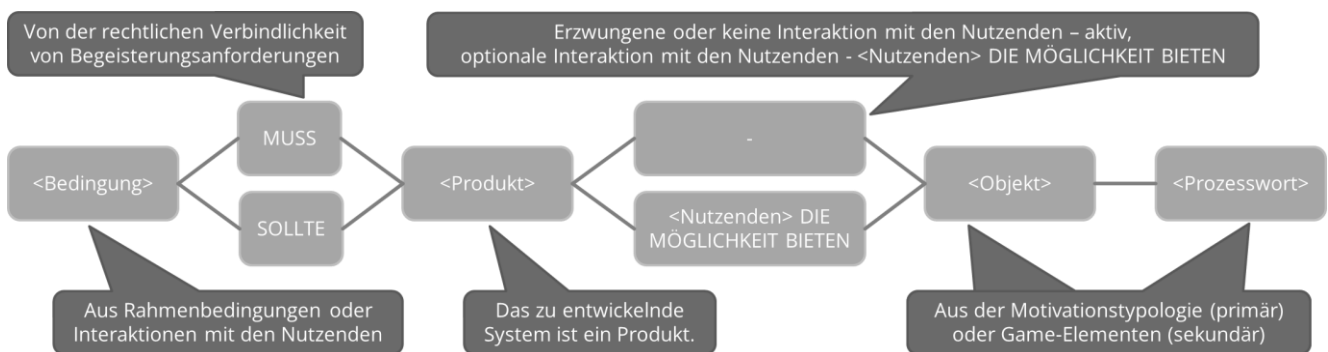 Von der rechtlichen Verbindlichkeit
von Begeisterungsanforderungen
Erzwungene oder keine Interaktion mit den Nutzenden – aktiv,
optionale Interaktion mit den Nutzenden - <Nutzenden> DIE MÖGLICHKEIT BIETEN
<Bedingung>
MUSS
SOLLTE
<Produkt>
-
<Nutzenden> DIE
MÖGLICHKEIT BIETEN
<Objekt>
<Prozesswort>
Aus Rahmenbedingungen oder
Interaktionen mit den Nutzenden
Das zu entwickelnde
System ist ein Produkt.
Aus der Motivationstypologie (primär)
oder Game-Elementen (sekundär)